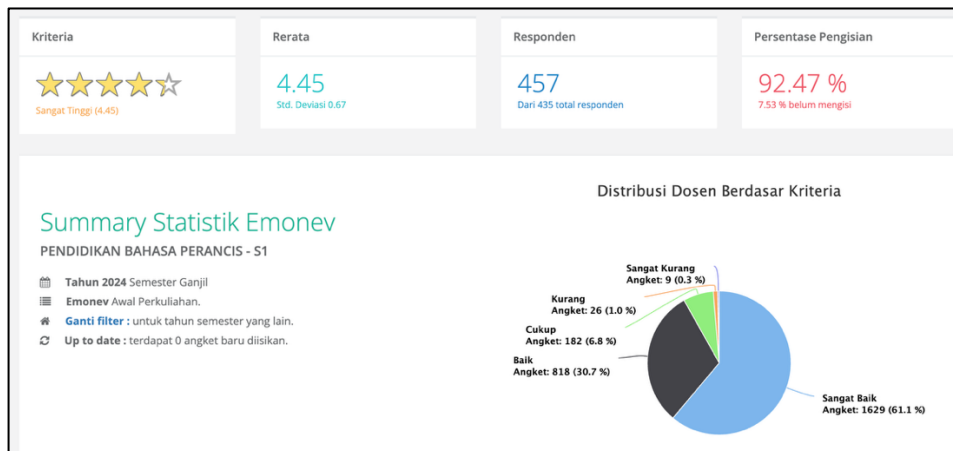 Kriteria
Sangat Tinggi (4.45)
Rerata
4.45
Std. Deviasi 0.67
Responden
457
Dari 435 total responden
Persentase Pengisian
92.47 %
7.53 % belum mengisi
Summary Statistik Emonev
PENDIDIKAN BAHASA PERANCIS - S1
Tahun 2024 Semester Ganjil
Emonev Awal Perkuliahan.
Ganti filter : untuk tahun semester yang lain.
Up to date : terdapat 0 angket baru diisikan.
Distribusi Dosen Berdasar Kriteria
Sangat Kurang
Angket: 9 (0.3 %)
Kurang
Angket: 26 (1.0 %)
Cukup
Angket: 182 (6.8 %)
Baik
Angket: 818 (30.7 %)
Sangat Baik
Angket: 1629 (61.1 %)